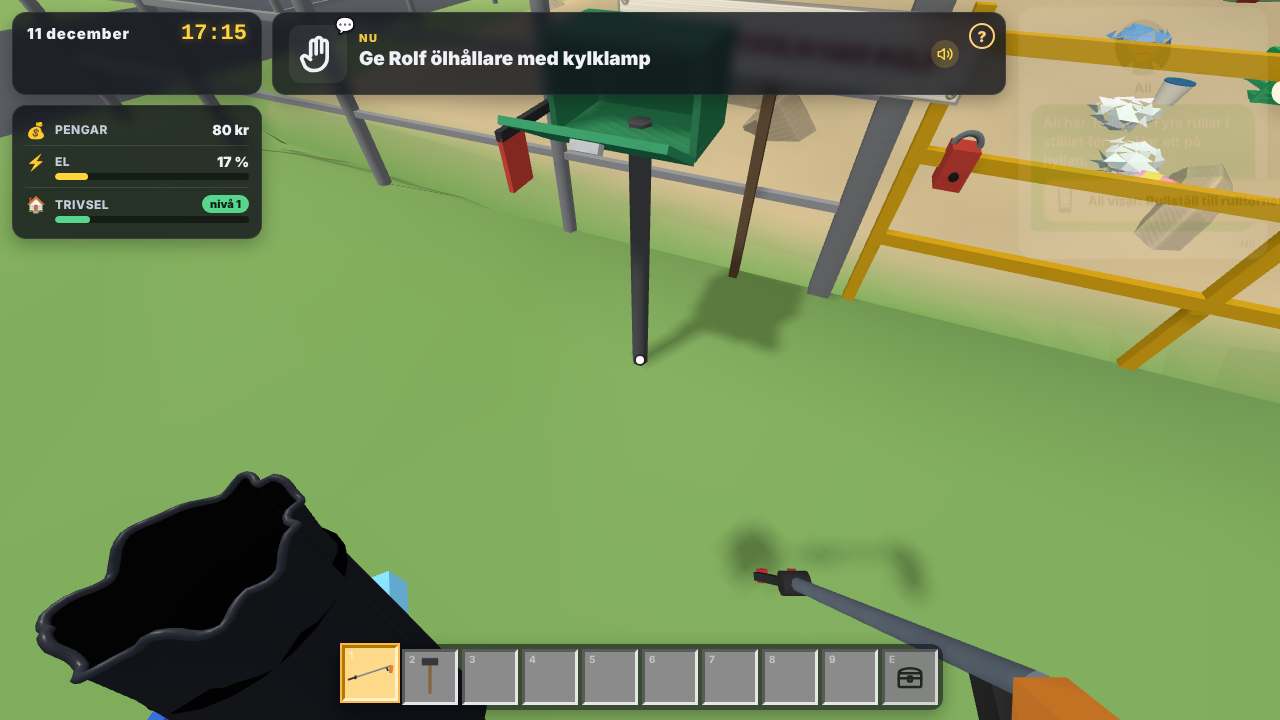 11 december
17:15
NU
Ge Rolf ölhållare med kylklamp
?
PENGAR
80 kr
EL
17 %
TRIVSEL
nivå 1
Ali
2
3
4
5
6
7
8
9
E